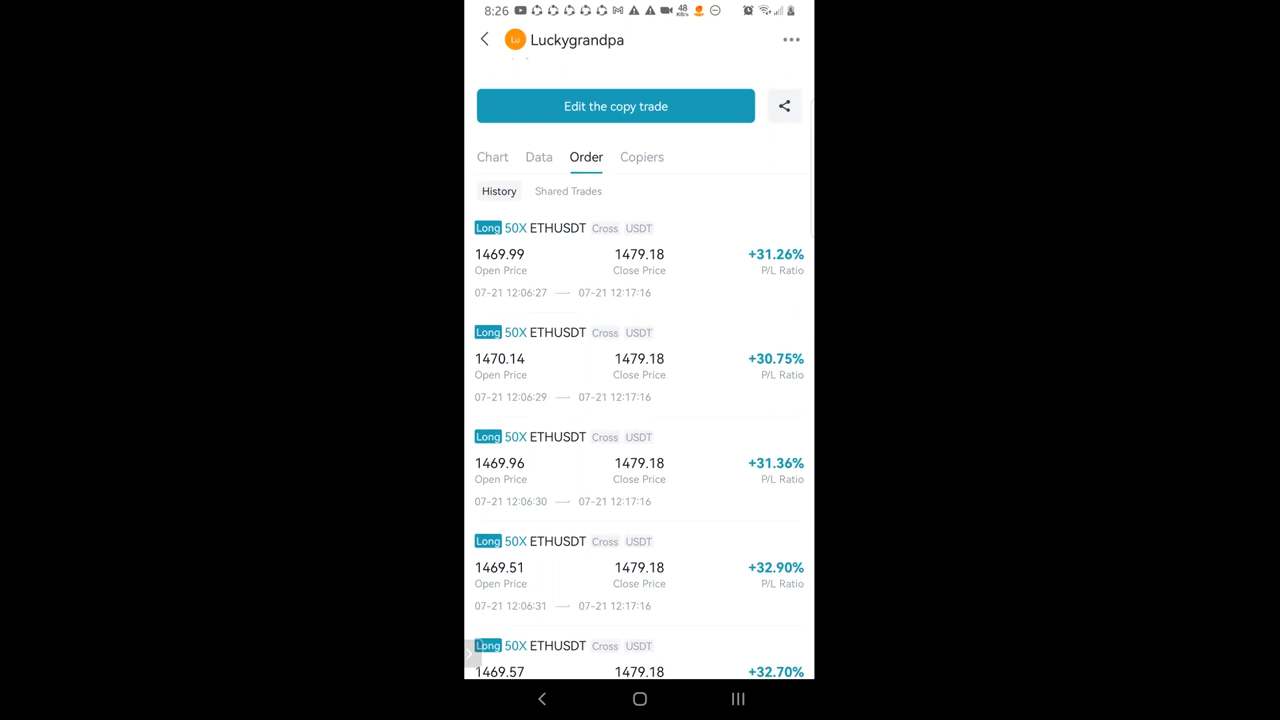 8:26 48 KB/s
Lu Luckygrandpa
Edit the copy trade
Chart Data Order Copiers
History Shared Trades
Long 50X ETHUSDT Cross USDT
1469.99 1479.18 +31.26%
Open Price Close Price P/L Ratio
07-21 12:06:27 — 07-21 12:17:16
Long 50X ETHUSDT Cross USDT
1470.14 1479.18 +30.75%
Open Price Close Price P/L Ratio
07-21 12:06:29 — 07-21 12:17:16
Long 50X ETHUSDT Cross USDT
1469.96 1479.18 +31.36%
Open Price Close Price P/L Ratio
07-21 12:06:30 — 07-21 12:17:16
Long 50X ETHUSDT Cross USDT
1469.51 1479.18 +32.90%
Open Price Close Price P/L Ratio
07-21 12:06:31 — 07-21 12:17:16
Long 50X ETHUSDT Cross USDT
1469.57 1479.18 +32.70%